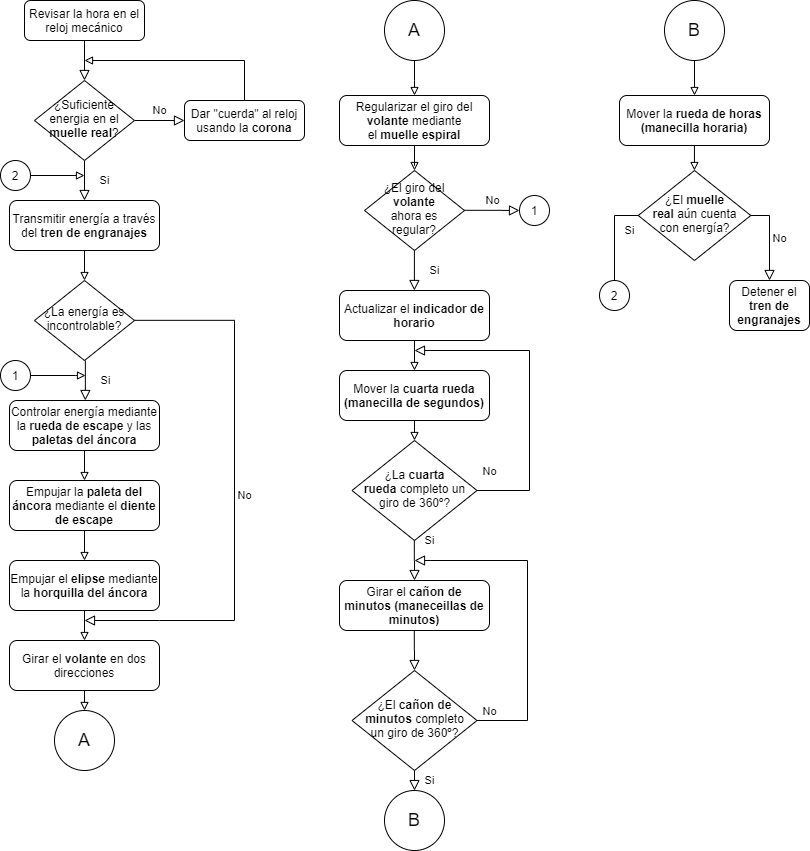 Revisar la hora en el
reloj mecánico
¿Suficiente
energia en el
muelle real?
No
Dar "cuerda" al reloj
usando la corona
2
Si
Transmitir energía a través
del tren de engranajes
¿La energía es
incontrolable?
1
Si
Controlar energía mediante
la rueda de escape y las
paletas del áncora
No
Empujar la paleta del
áncora mediante el diente
de escape
Empujar el elipse mediante
la horquilla del áncora
Girar el volante en dos
direcciones
A
A
Regularizar el giro del
volante mediante
el muelle espiral
¿El giro del
volante
ahora es
regular?
No
1
Si
Actualizar el indicador de
horario
Mover la cuarta rueda
(manecilla de segundos)
¿La cuarta
rueda completo un
giro de 360º?
No
Si
Girar el cañon de
minutos (maneceillas de
minutos)
¿El cañon de
minutos completo
un giro de 360º?
No
Si
B
B
Mover la rueda de horas
(manecilla horaria)
¿El muelle
real aún cuenta
con energía?
Si
No
2
Detener el
tren de
engranajes